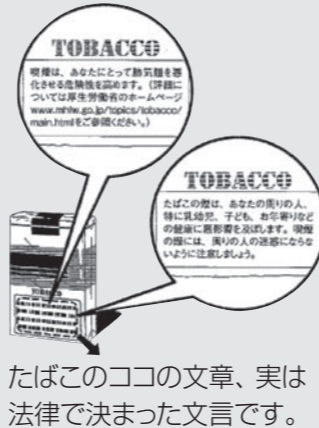 TOBACCO
喫煙は、あなたにとって肺気腫を悪
化させる危険性を高めます。（詳細に
ついては厚生労働省のホームページ
www.mhlw.go.jp/topics/tobacco/
main.htmlをご参照ください。）
TOBACCO
たばこの煙は、あなたの周りの人、
特に乳幼児、子ども、お年寄りなど
の健康に悪影響を及ぼします。喫煙
の際には、周りの人の迷惑にならな
いように注意しましょう。
TOBACCO
たばこのココの文章、実は
法律で決まった文言です。